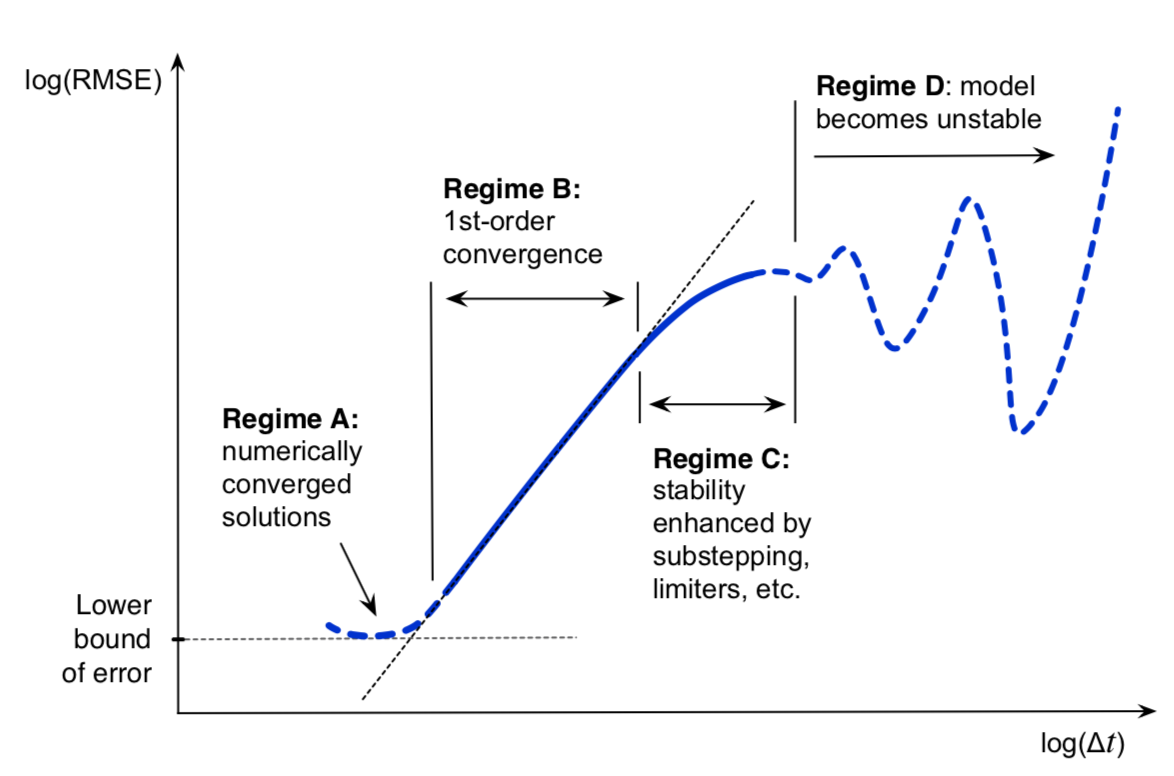 log(RMSE)
Regime D: model
becomes unstable
Regime B:
1st-order
convergence
Regime A:
numerically
converged
solutions
Regime C:
stability
enhanced by
substepping,
limiters, etc.
Lower
bound
of error
log(Δt)